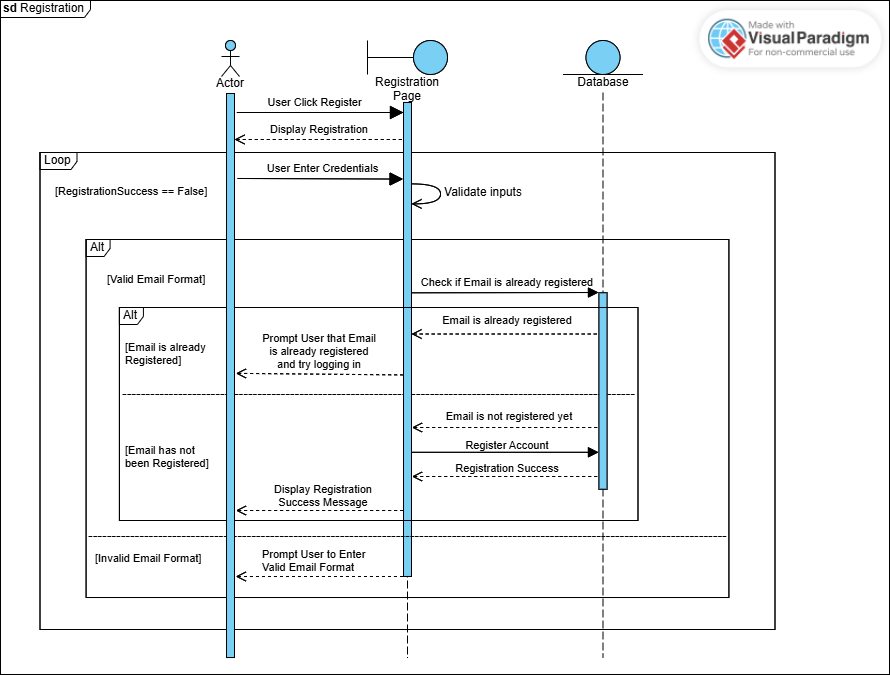 sd Registration
Made with
VisualParadigm
For non-commercial use
Actor
Registration
Page
Database
User Click Register
Display Registration
Loop
User Enter Credentials
[RegistrationSuccess == False]
Validate inputs
Alt
[Valid Email Format]
Check if Email is already registered
Alt
Email is already registered
[Email is already
Registered]
Prompt User that Email
is already registered
and try logging in
Email is not registered yet
Register Account
[Email has not
been Registered]
Registration Success
Display Registration
Success Message
[Invalid Email Format]
Prompt User to Enter
Valid Email Format